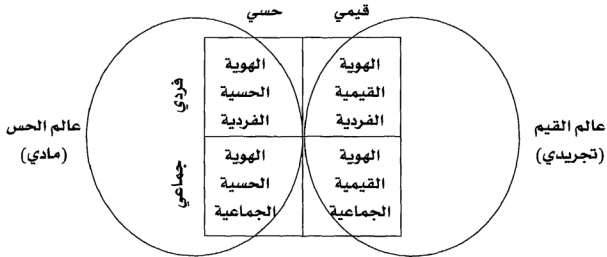 قيمي
حسي
فردي
الهوية
القيمية
الفردية
الهوية
الحسية
الفردية
جماعي
الهوية
القيمية
الجماعية
الهوية
الحسية
الجماعية
عالم القيم
(تجريدي)
عالم الحس
(مادي)